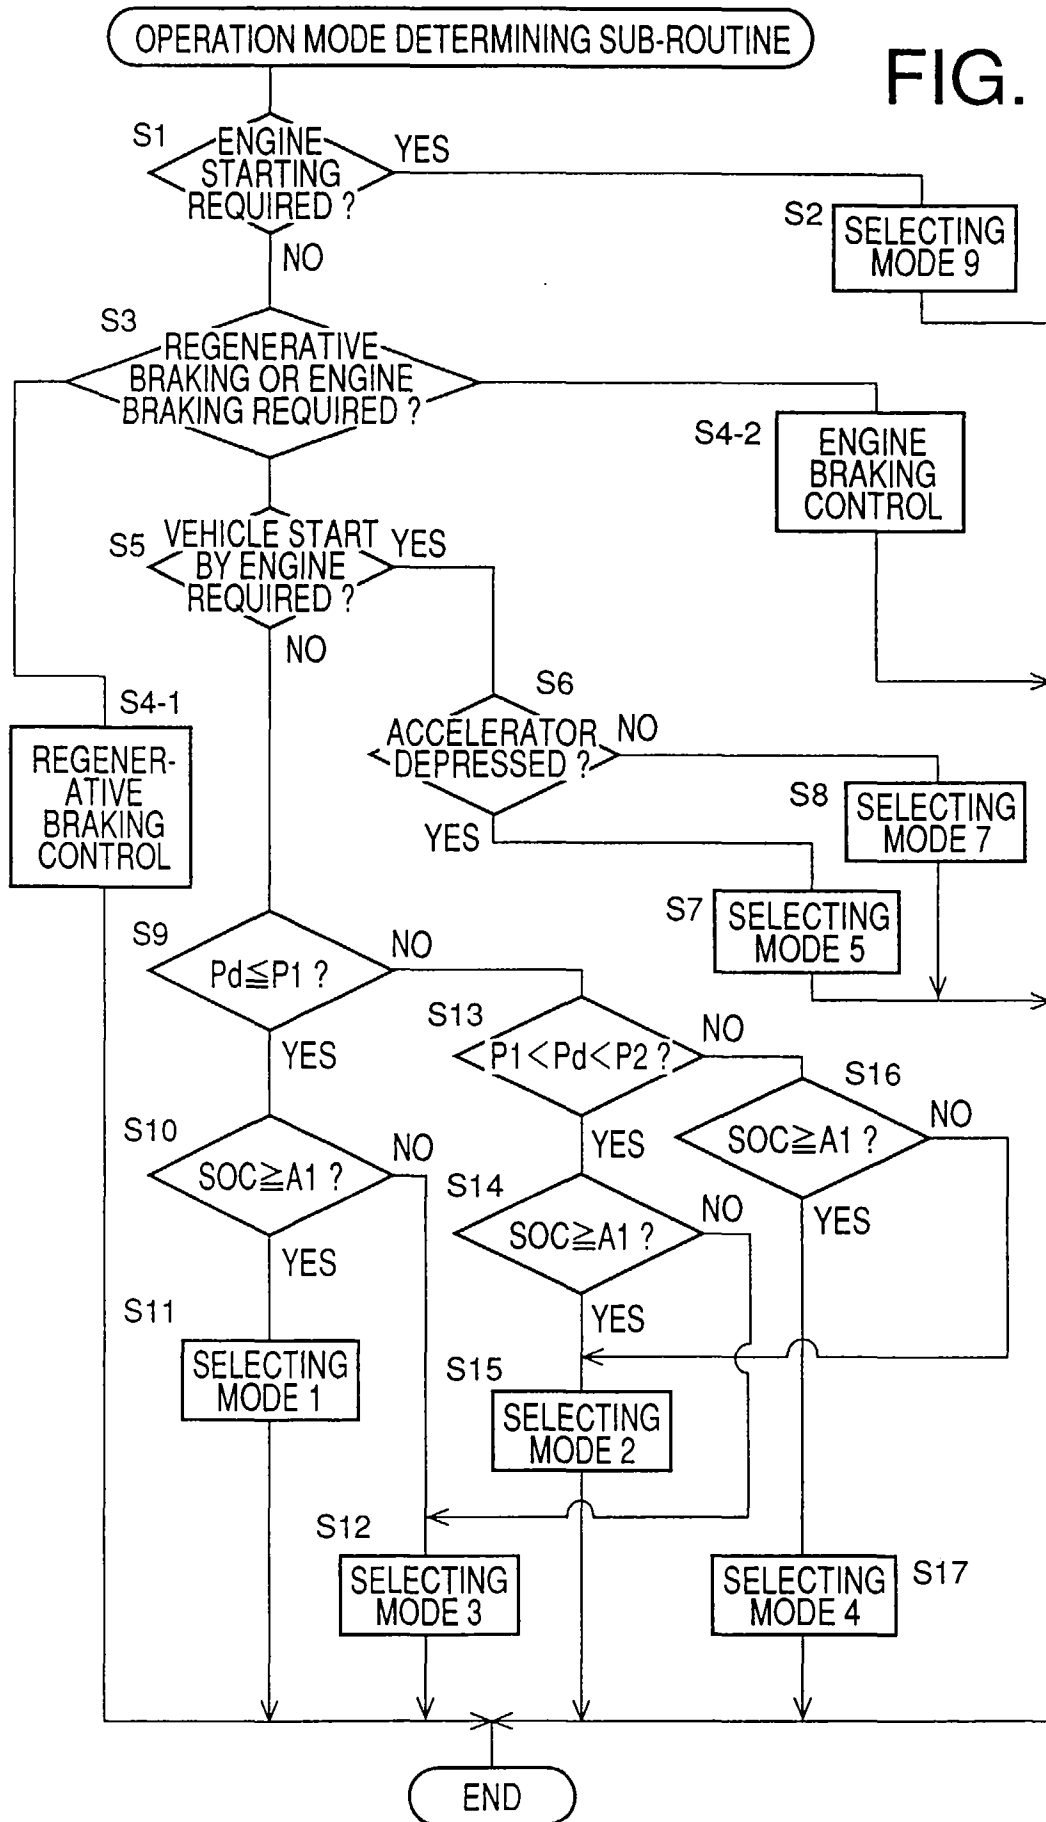 OPERATION MODE DETERMINING SUB-ROUTINE
FIG.
S1
ENGINE
STARTING
REQUIRED ?
YES
NO
S2
SELECTING
MODE 9
S3
REGENERATIVE
BRAKING OR ENGINE
BRAKING REQUIRED ?
S4-2
ENGINE
BRAKING
CONTROL
S5
VEHICLE START
BY ENGINE
REQUIRED ?
YES
NO
S4-1
REGENER-
ATIVE
BRAKING
CONTROL
S6
ACCELERATOR
DEPRESSED ?
NO
YES
S8
SELECTING
MODE 7
S7
SELECTING
MODE 5
S9
Pd≦P1 ?
NO
YES
S13
P1<Pd<P2 ?
NO
YES
S16
SOC≧A1 ?
NO
YES
S10
SOC≧A1 ?
NO
YES
S14
SOC≧A1 ?
NO
YES
S11
SELECTING
MODE 1
S15
SELECTING
MODE 2
S12
SELECTING
MODE 3
SELECTING
MODE 4
S17
END